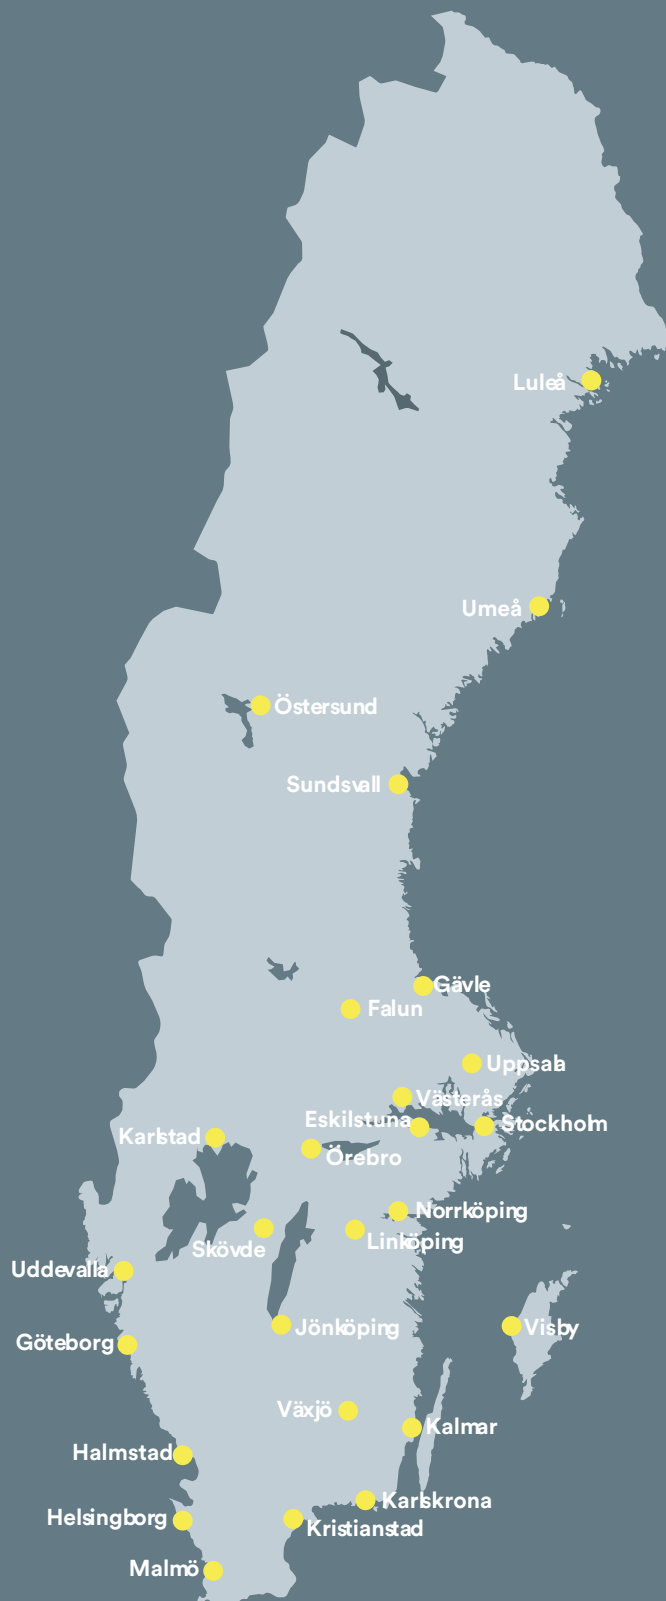 Luleå
Umeå
Östersund
Sundsvall
Gävle
Falun
Uppsala
Västerås
Eskilstuna
Stockholm
Karlstad
Örebro
Norrköping
Linköping
Skövde
Uddevalla
Jönköping
Visby
Göteborg
Växjö
Kalmar
Halmstad
Karlskrona
Helsingborg
Kristianstad
Malmö